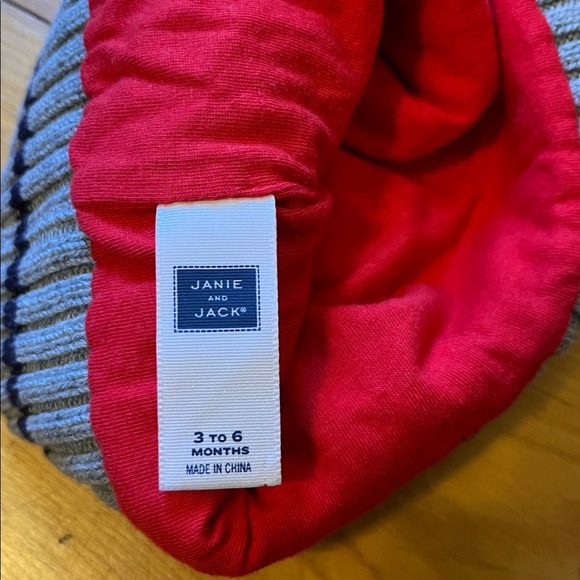 JANIE
AND
JACK®
3 TO 6
MONTHS
MADE IN CHINA